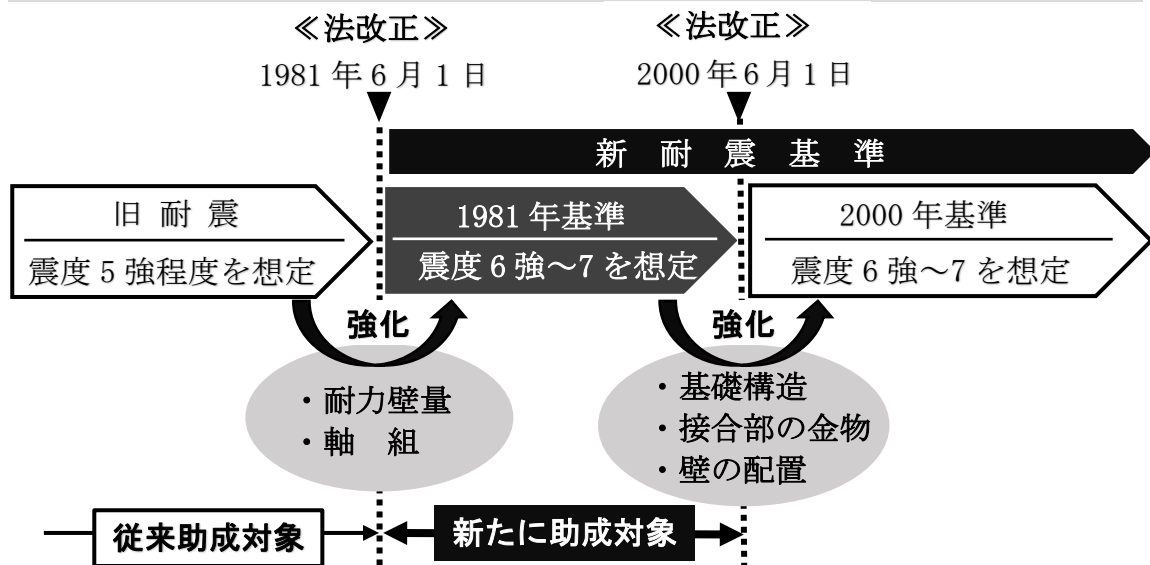 ≪法改正≫
1981年6月1日
≪法改正≫
2000年6月1日
新耐震基準
旧耐震
震度5強程度を想定
1981年基準
震度6強～7を想定
2000年基準
震度6強～7を想定
強化
・耐力壁量
・軸　組
強化
・基礎構造
・接合部の金物
・壁の配置
従来助成対象
新たに助成対象